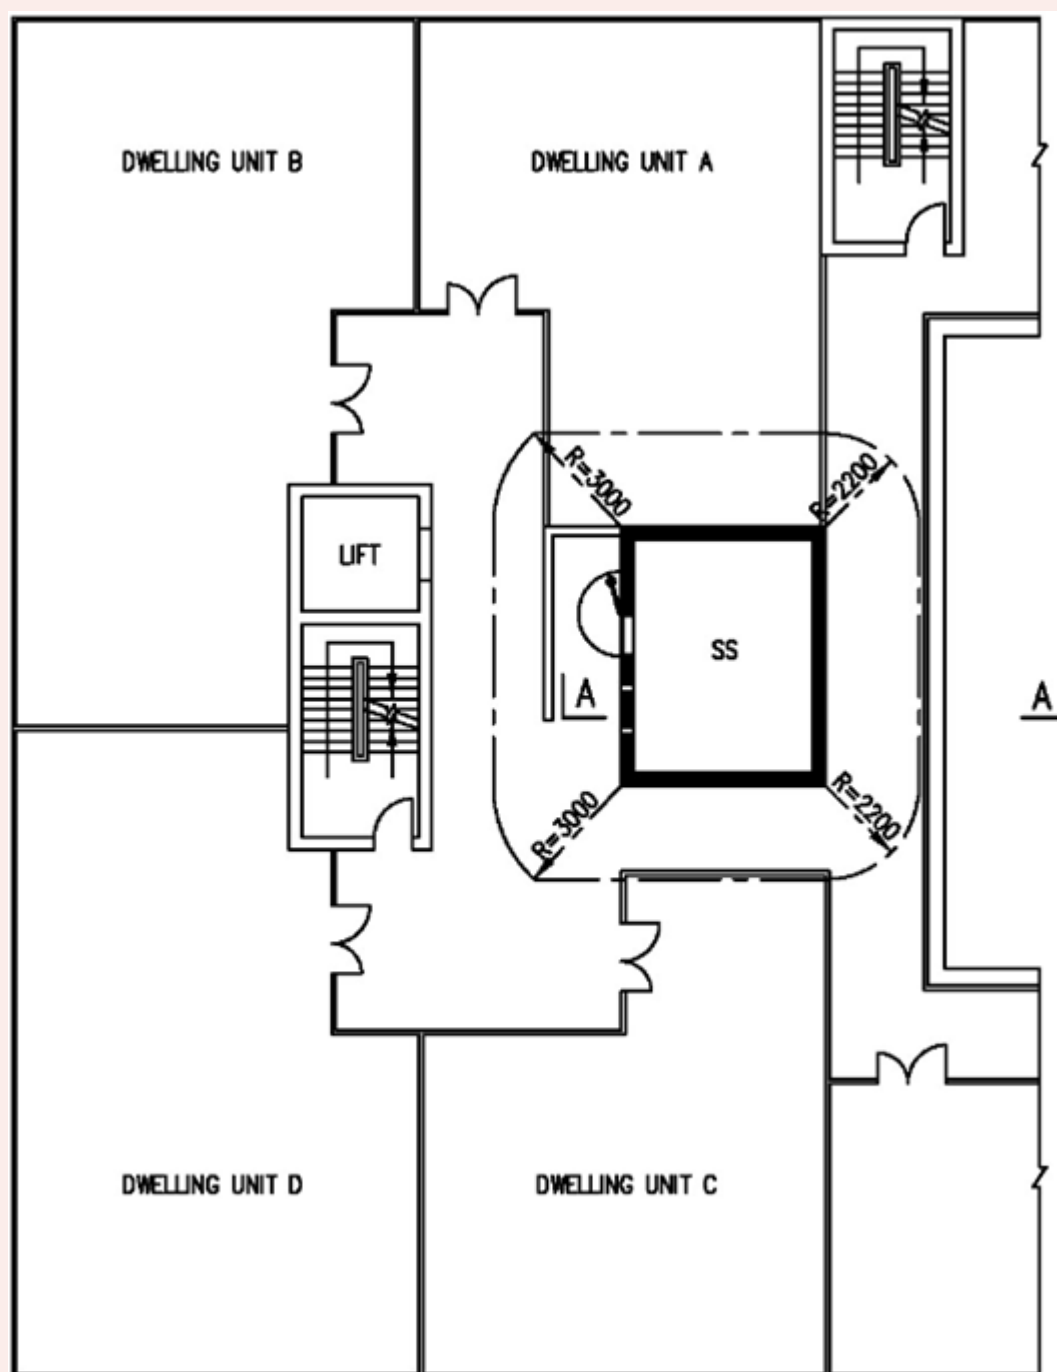 DWELLING UNIT B
DWELLING UNIT A
R=3000
R=2200
LIFT
SS
A
A
R=3000
R=2200
DWELLING UNIT D
DWELLING UNIT C